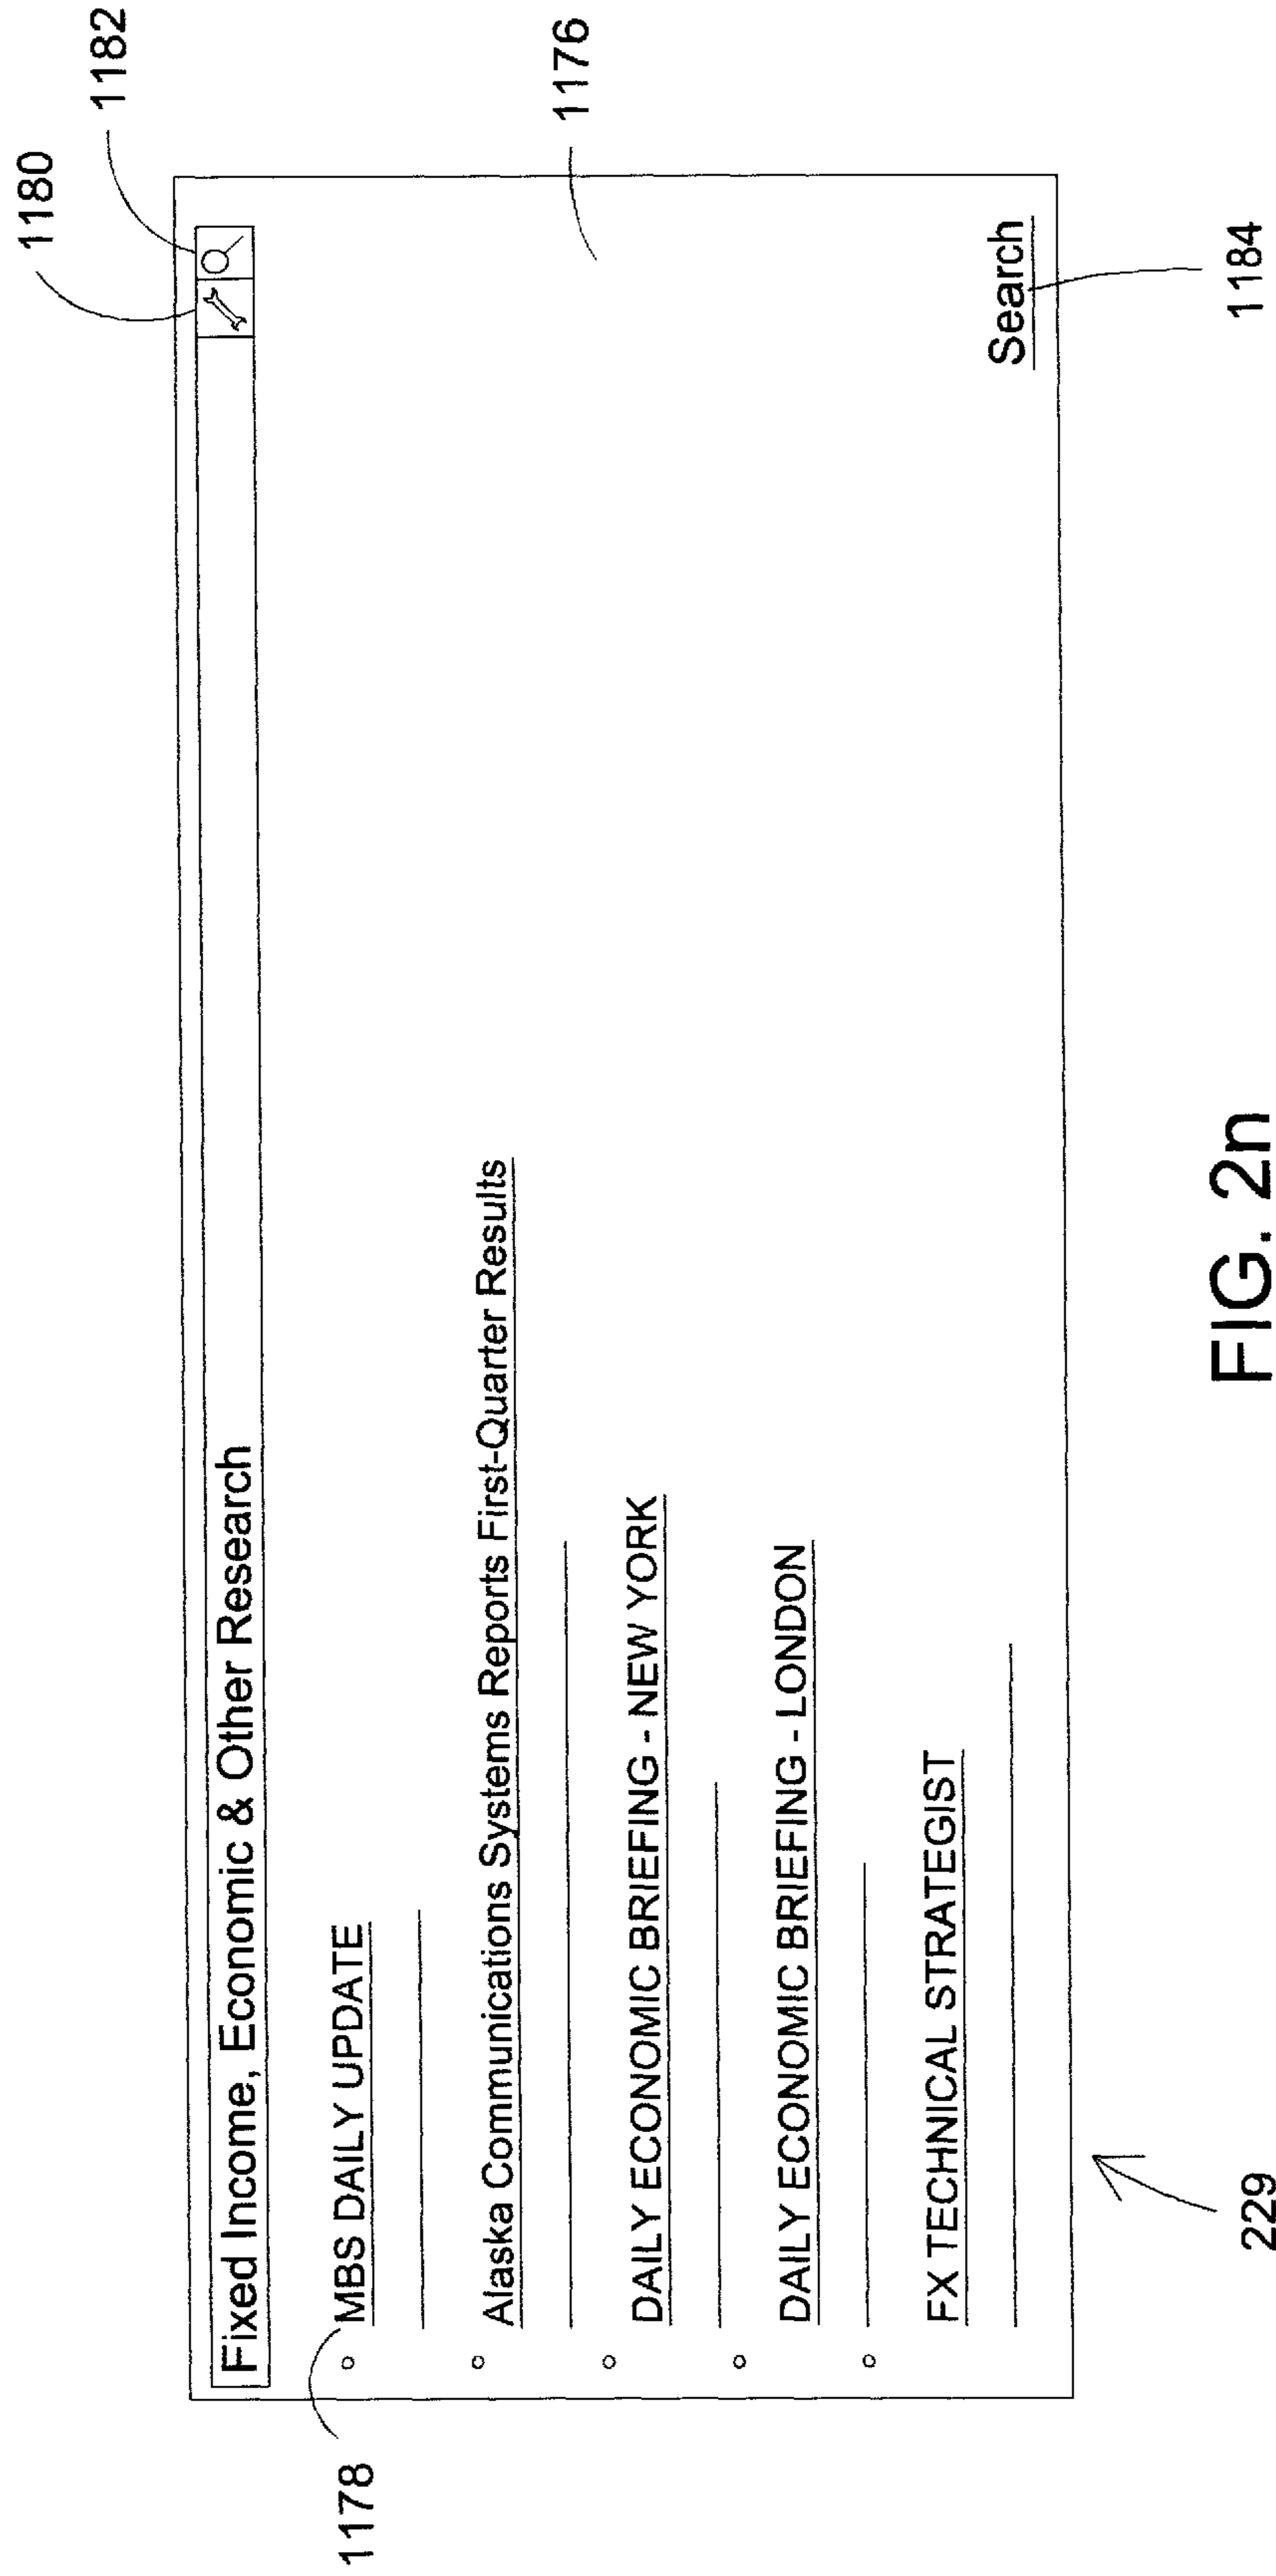 1180
1182
Fixed Income, Economic & Other Research
1178
MBS DAILY UPDATE
Alaska Communications Systems Reports First-Quarter Results
1176
DAILY ECONOMIC BRIEFING - NEW YORK
DAILY ECONOMIC BRIEFING - LONDON
FX TECHNICAL STRATEGIST
Search
1184
229
FIG. 2n